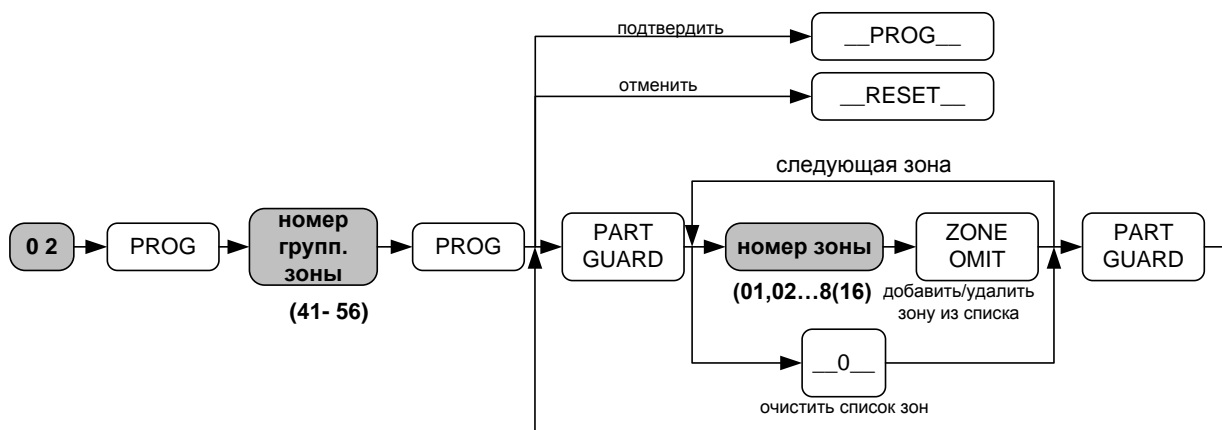 подтвердить
__PROG__
отменить
__RESET__
следующая зона
0 2
PROG
номер
групп.
зоны
PROG
PART
GUARD
номер зоны
ZONE
OMIT
PART
GUARD
(41- 56)
(01,02…8(16)
добавить/удалить
зону из списка
__0__
очистить список зон